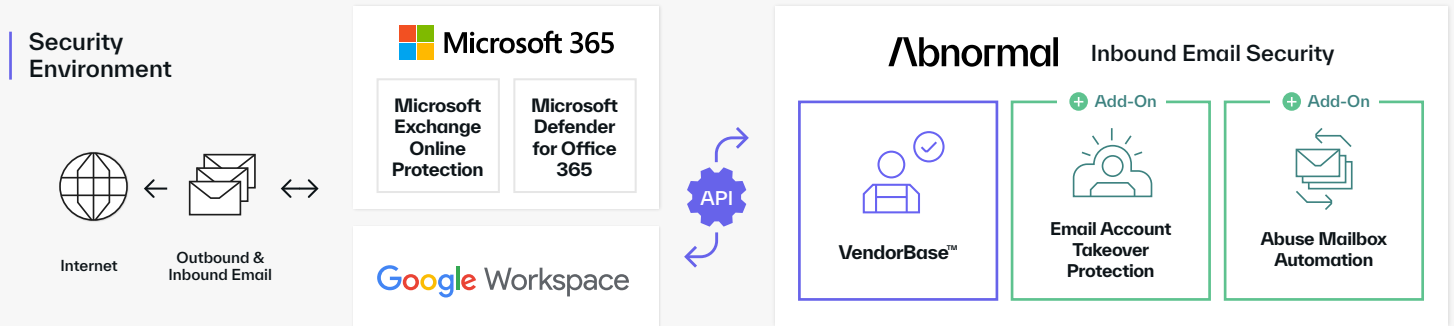 Security
Environment
Internet
Outbound &
Inbound Email
Microsoft 365
Microsoft
Exchange
Online
Protection
Microsoft
Defender
for Office
365
Google Workspace
API
Abnormal
Inbound Email Security
VendorBase™
Add-On
Email Account
Takeover
Protection
Add-On
Abuse Mailbox
Automation